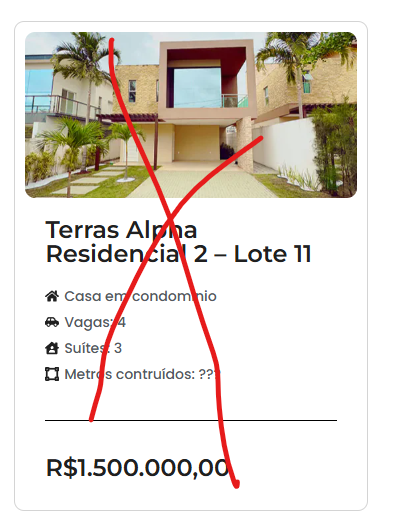 Terras Alpha
Residencial 2 – Lote 11
Casa em condomínio
Vagas: 4
Suítes: 3
Metros contruídos: ???
R$1.500.000,00